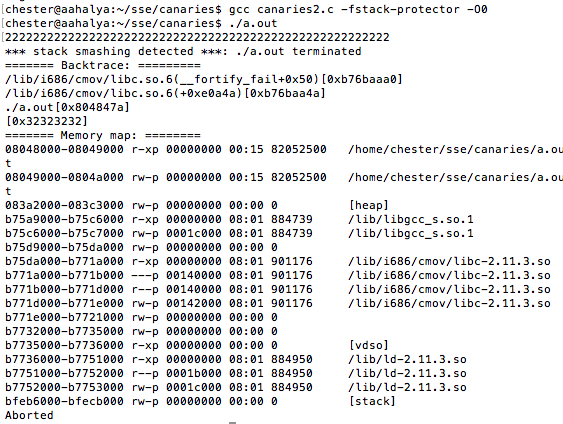 [chester@aahalya:~/sse/canaries$ gcc canaries2.c -fstack-protector -O0
[chester@aahalya:~/sse/canaries$ ./a.out
[222222222222222222222222222222222222222222222222222222222
*** stack smashing detected ***: ./a.out terminated
======= Backtrace: =========
/lib/i686/cmov/libc.so.6(__fortify_fail+0x50)[0xb76baaa0]
/lib/i686/cmov/libc.so.6(+0xe0a4a)[0xb76baa4a]
./a.out[0x804847a]
[0x32323232]
======= Memory map: ========
08048000-08049000 r-xp 00000000 00:15 82052500   /home/chester/sse/canaries/a.ou
t
08049000-0804a000 rw-p 00000000 00:15 82052500   /home/chester/sse/canaries/a.ou
t
083a2000-083c3000 rw-p 00000000 00:00 0          [heap]
b75a9000-b75c6000 r-xp 00000000 08:01 884739     /lib/libgcc_s.so.1
b75c6000-b75c7000 rw-p 0001c000 08:01 884739     /lib/libgcc_s.so.1
b75d9000-b75da000 rw-p 00000000 00:00 0
b75da000-b771a000 r-xp 00000000 08:01 901176     /lib/i686/cmov/libc-2.11.3.so
b771a000-b771b000 ---p 00140000 08:01 901176     /lib/i686/cmov/libc-2.11.3.so
b771b000-b771d000 r--p 00140000 08:01 901176     /lib/i686/cmov/libc-2.11.3.so
b771d000-b771e000 rw-p 00142000 08:01 901176     /lib/i686/cmov/libc-2.11.3.so
b771e000-b7721000 rw-p 00000000 00:00 0
b7732000-b7735000 rw-p 00000000 00:00 0
b7735000-b7736000 r-xp 00000000 00:00 0          [vdso]
b7736000-b7751000 r-xp 00000000 08:01 884950     /lib/ld-2.11.3.so
b7751000-b7752000 r--p 0001b000 08:01 884950     /lib/ld-2.11.3.so
b7752000-b7753000 rw-p 0001c000 08:01 884950     /lib/ld-2.11.3.so
bfeb6000-bfecb000 rw-p 00000000 00:00 0          [stack]
Aborted